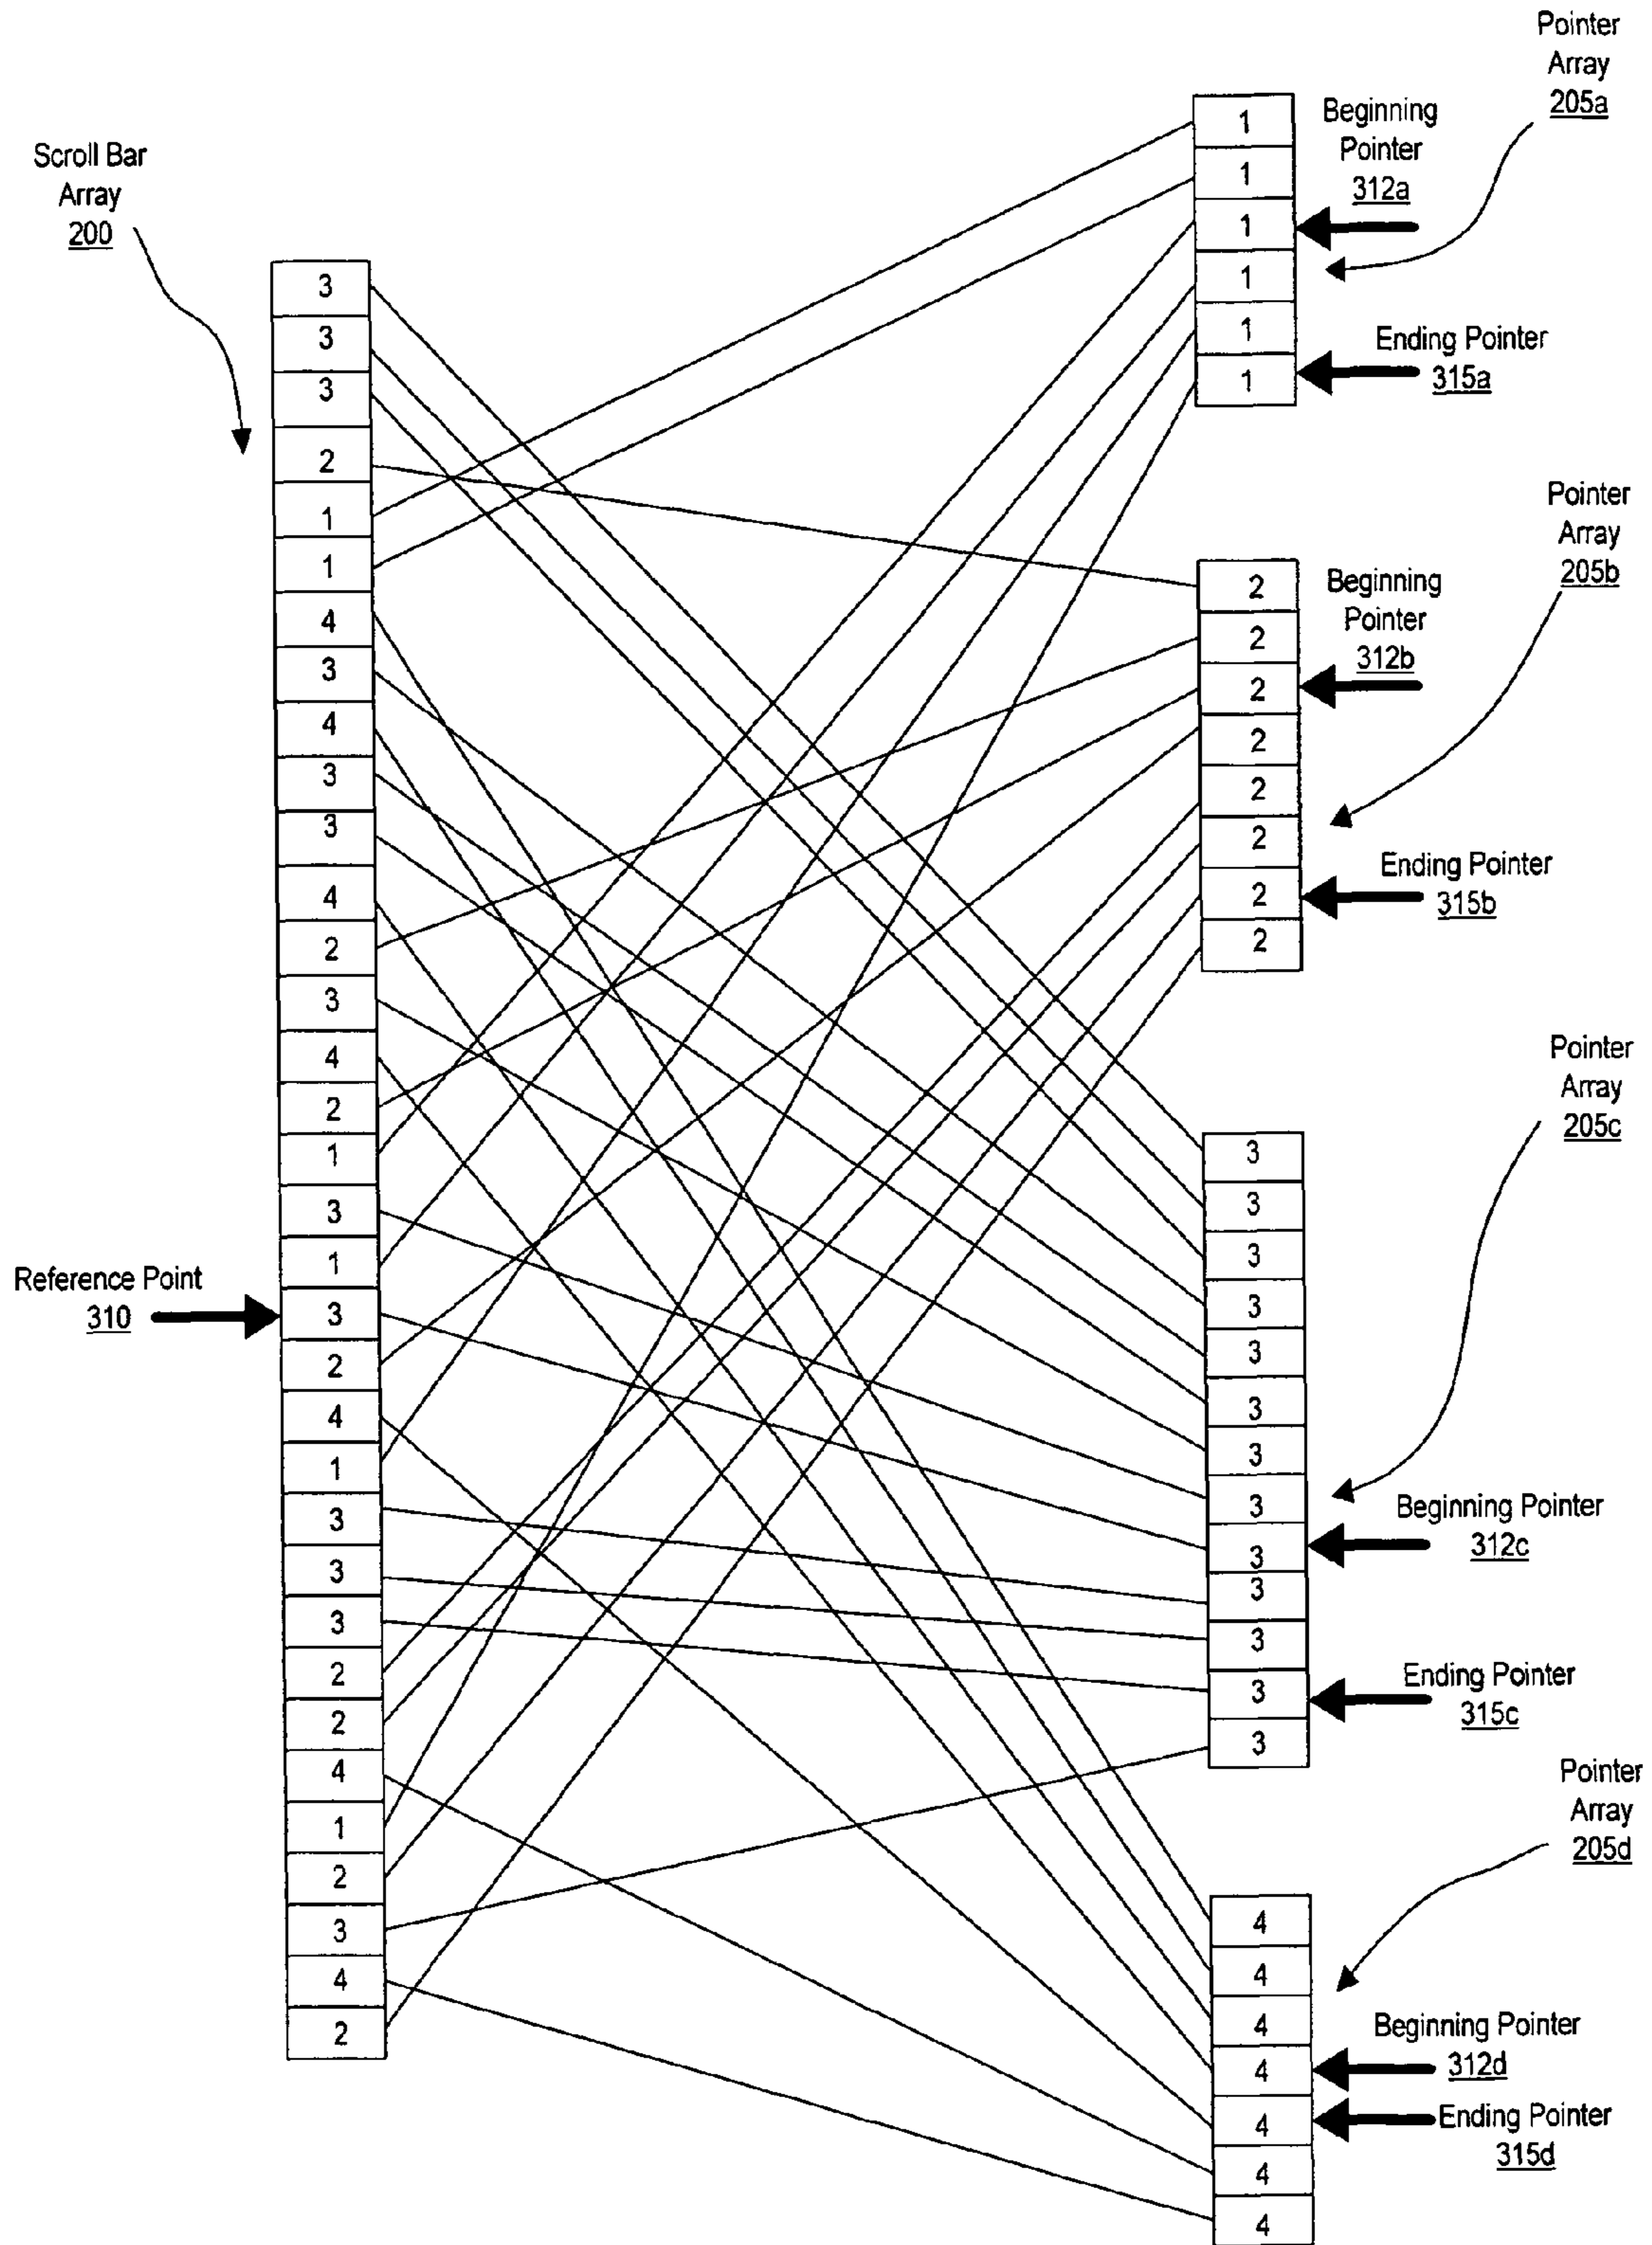 Scroll Bar
Array
200
3
3
3
2
1
1
4
3
4
3
3
4
2
3
4
2
1
3
1
3
2
4
1
3
3
3
2
2
4
1
2
3
4
2
Reference Point
310
Pointer
Array
205a
1
1
1
1
1
1
Beginning
Pointer
312a
Ending Pointer
315a
Pointer
Array
205b
2
2
2
2
2
2
2
2
Beginning
Pointer
312b
Ending Pointer
315b
Pointer
Array
205c
3
3
3
3
3
3
3
3
3
3
3
3
3
Beginning Pointer
312c
Ending Pointer
315c
Pointer
Array
205d
4
4
4
4
4
4
4
Beginning Pointer
312d
Ending Pointer
315d